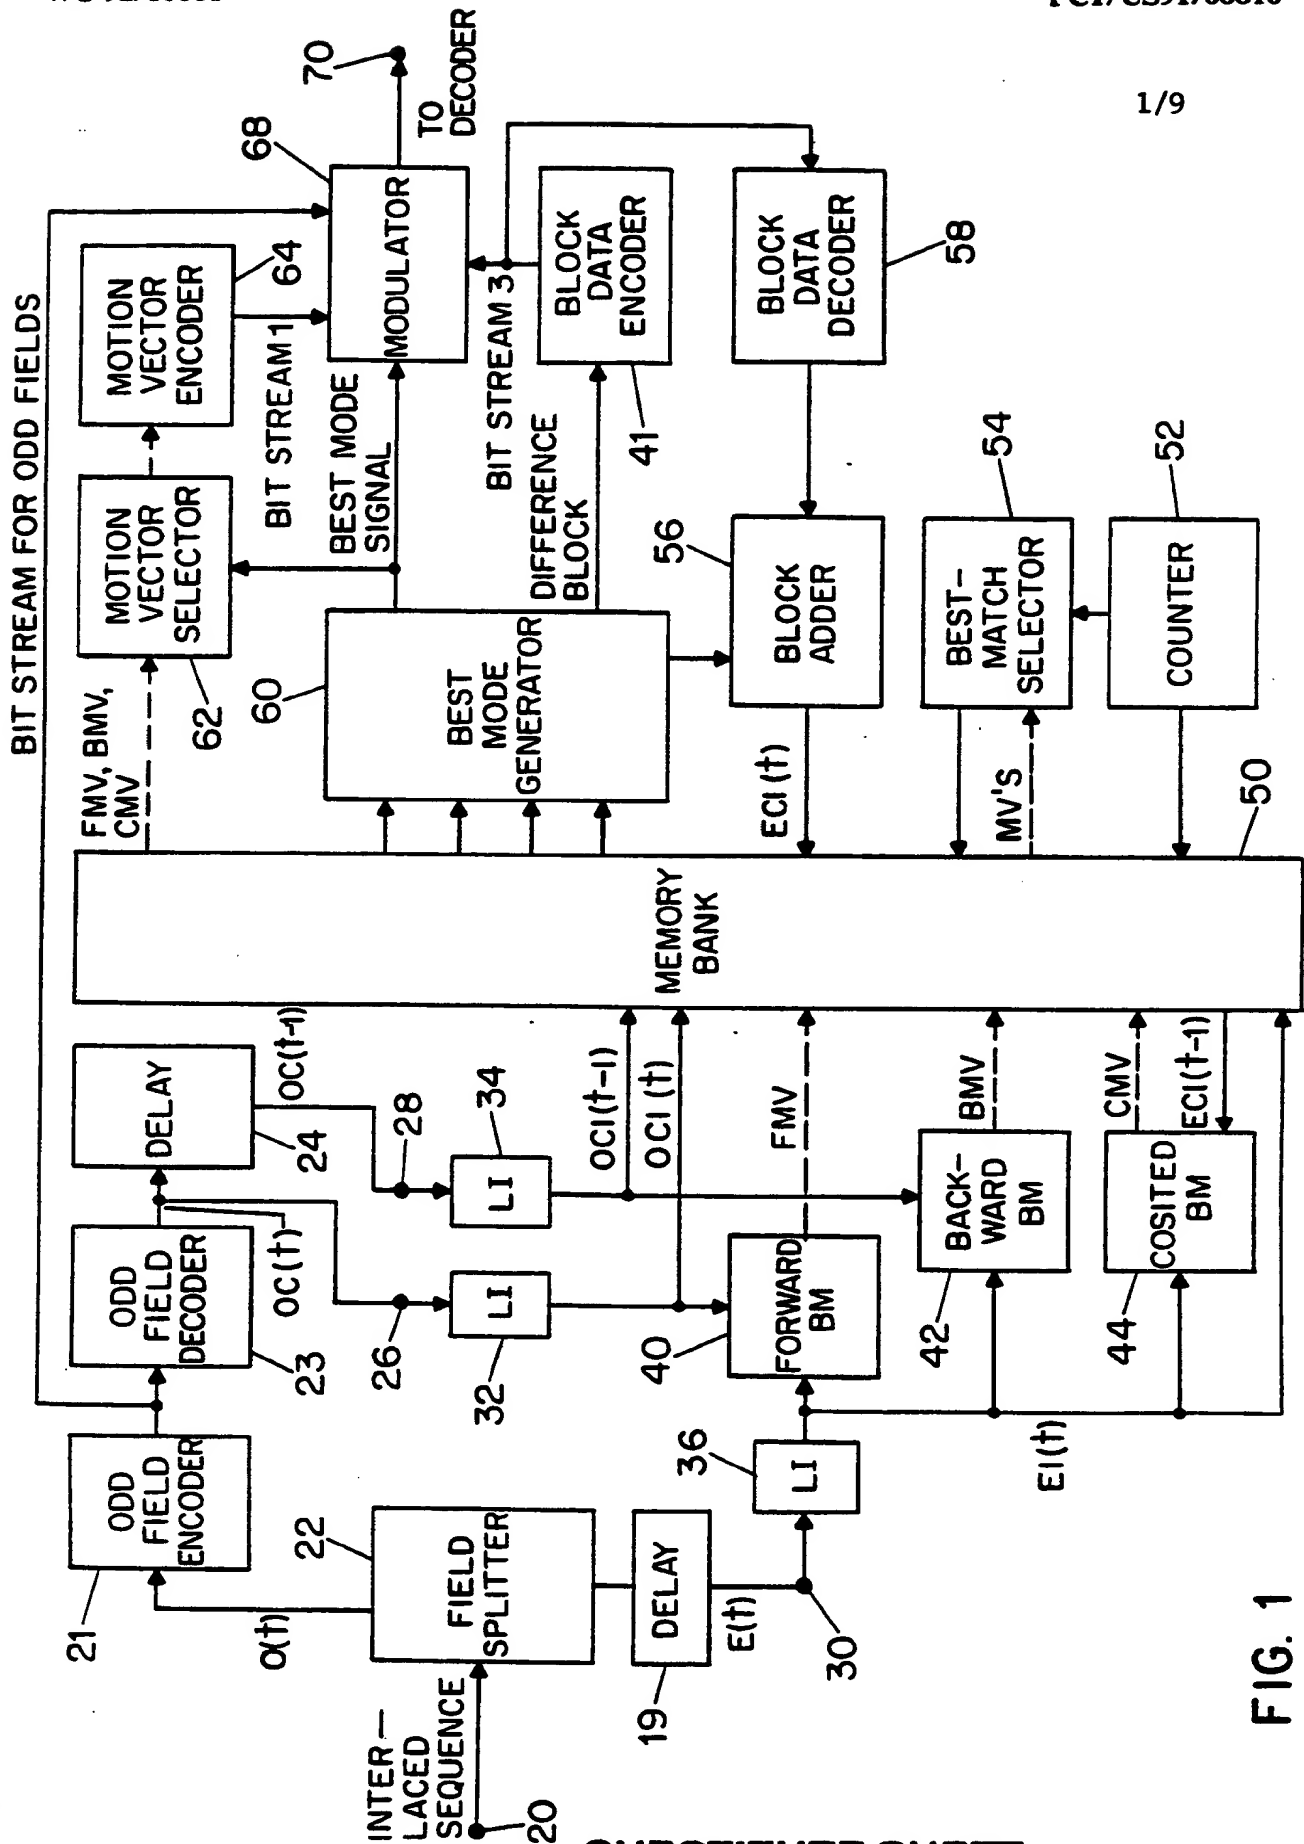 1/9
BIT STREAM FOR ODD FIELDS
21
ODD
FIELD
ENCODER
O(t)
23
ODD
FIELD
DECODER
OC(t)
DELAY
24
OC(t-1)
INTER-
LACED
SEQUENCE
20
22
FIELD
SPLITTER
19
DELAY
E(t)
30
26
28
32
LI
34
LI
36
LI
OCI(t-1)
OCI(t)
40
FORWARD
BM
FMV
42
BACK-
WARD
BM
BMV
44
COSITED
BM
CMV
ECI(t-1)
EI(t)
MEMORY
BANK
50
FMV, BMV,
CMV
62
MOTION
VECTOR
SELECTOR
MOTION
VECTOR
ENCODER
64
BIT STREAM 1
BEST MODE
SIGNAL
60
BEST
MODE
GENERATOR
DIFFERENCE
BLOCK
BIT STREAM 3
68
MODULATOR
70
TO
DECODER
BLOCK
DATA
ENCODER
41
BLOCK
DATA
DECODER
58
56
BLOCK
ADDER
ECI(t)
54
BEST-
MATCH
SELECTOR
MV'S
52
COUNTER
FIG. 1